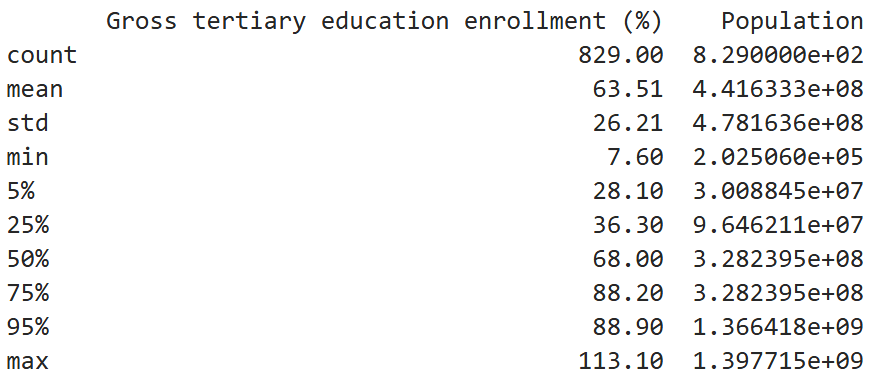 Gross tertiary education enrollment (%) Population
count 829.00 8.290000e+02
mean 63.51 4.416333e+08
std 26.21 4.781636e+08
min 7.60 2.025060e+05
5% 28.10 3.008845e+07
25% 36.30 9.646211e+07
50% 68.00 3.282395e+08
75% 88.20 3.282395e+08
95% 88.90 1.366418e+09
max 113.10 1.397715e+09